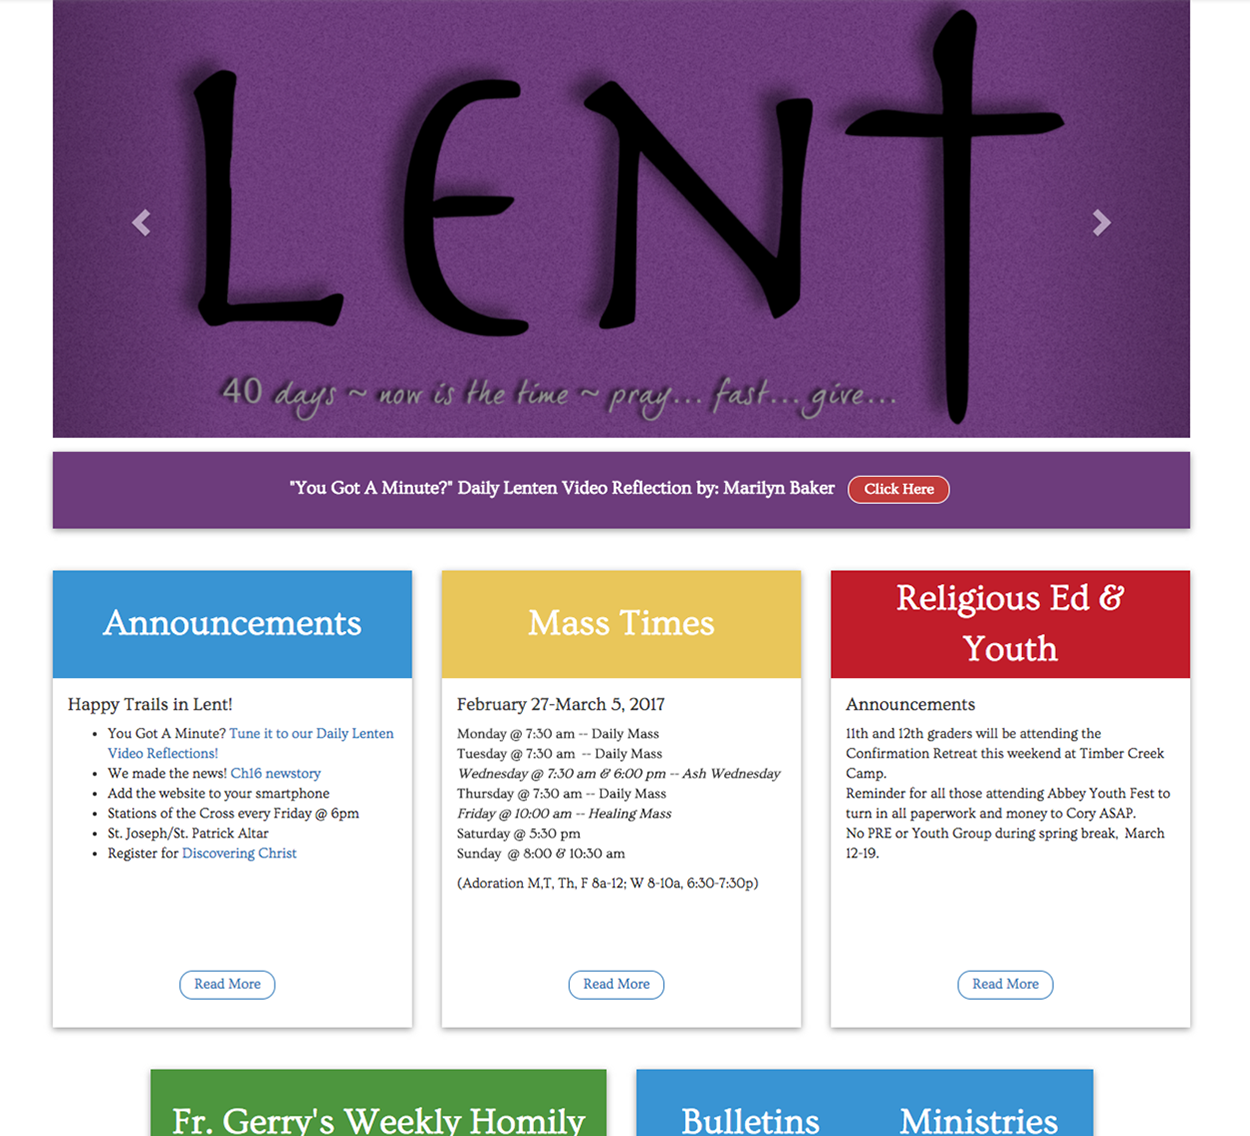 LENT
40 days ~ now is the time ~ pray... fast... give...
"You Got A Minute?" Daily Lenten Video Reflection by: Marilyn Baker Click Here
Announcements
Happy Trails in Lent!
• You Got A Minute? Tune it to our Daily Lenten
Video Reflections!
• We made the news! Ch16 newstory
• Add the website to your smartphone
• Stations of the Cross every Friday @ 6pm
• St. Joseph/St. Patrick Altar
• Register for Discovering Christ
Read More
Mass Times
February 27-March 5, 2017
Monday @ 7:30 am -- Daily Mass
Tuesday @ 7:30 am -- Daily Mass
Wednesday @ 7:30 am & 6:00 pm -- Ash Wednesday
Thursday @ 7:30 am -- Daily Mass
Friday @ 10:00 am -- Healing Mass
Saturday @ 5:30 pm
Sunday @ 8:00 & 10:30 am
(Adoration M,T, Th, F 8a-12; W 8-10a, 6:30-7:30p)
Read More
Religious Ed &
Youth
Announcements
11th and 12th graders will be attending the
Confirmation Retreat this weekend at Timber Creek
Camp.
Reminder for all those attending Abbey Youth Fest to
turn in all paperwork and money to Cory ASAP.
No PRE or Youth Group during spring break, March
12-19.
Read More
Fr. Gerry's Weekly Homily
Bulletins
Ministries